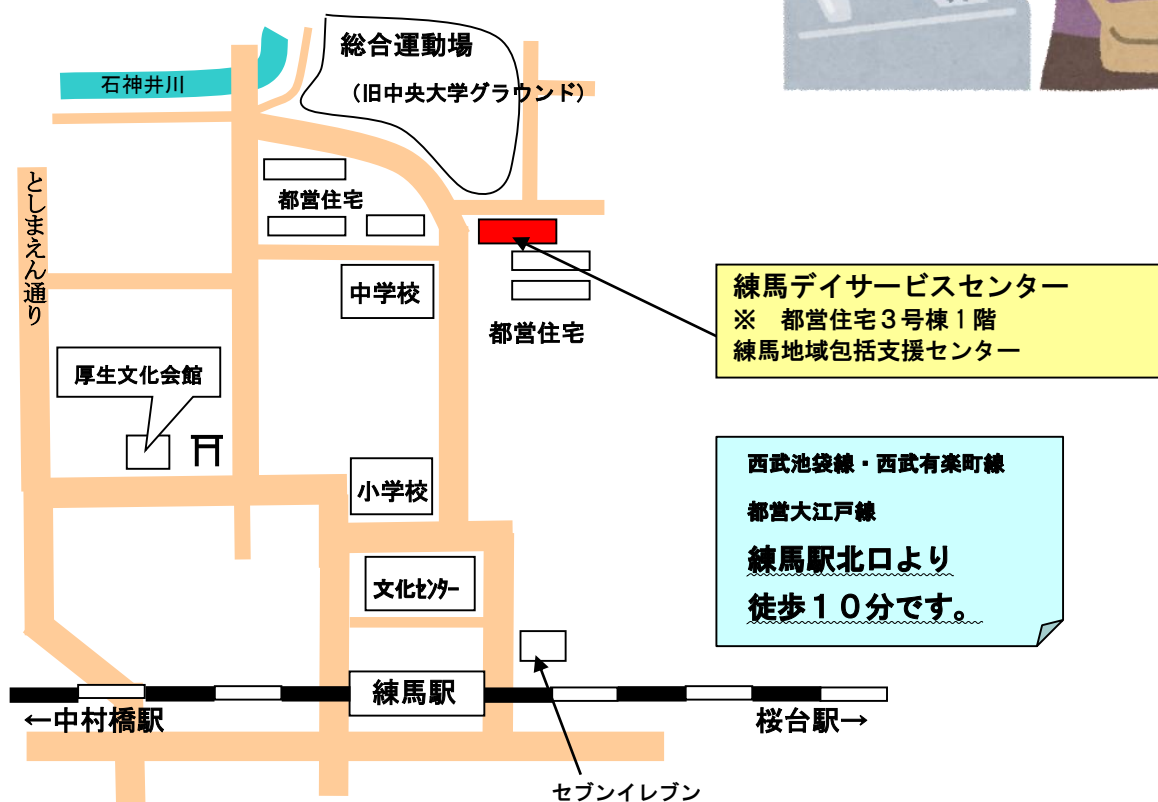 総合運動場
（旧中央大学グラウンド）
石神井川
としまえん通り
都営住宅
中学校
都営住宅
練馬デイサービスセンター
※　都営住宅３号棟１階
練馬地域包括支援センター
厚生文化会館
小学校
西武池袋線・西武有楽町線
都営大江戸線
練馬駅北口より
徒歩１０分です。
文化ｾﾝﾀｰ
練馬駅
←中村橋駅
桜台駅→
セブンイレブン